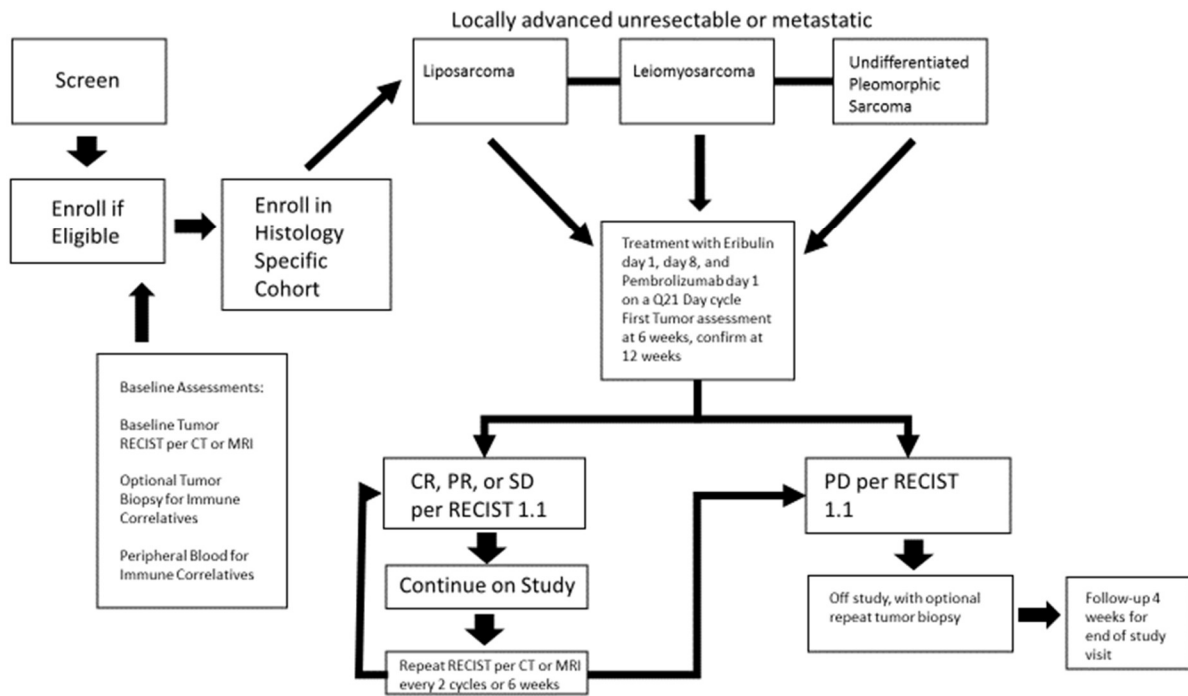 Locally advanced unresectable or metastatic
Screen
Liposarcoma
Leiomyosarcoma
Undifferentiated
Pleomorphic
Sarcoma
Enroll if
Eligible
Enroll in
Histology
Specific
Cohort
Treatment with Eribulin
day 1, day 8, and
Pembrolizumab day 1
on a Q21 Day cycle
First Tumor assessment
at 6 weeks, confirm at
12 weeks
Baseline Assessments:
Baseline Tumor
RECIST per CT or MRI
Optional Tumor
Biopsy for Immune
Correlatives
Peripheral Blood for
Immune Correlatives
CR, PR, or SD
per RECIST 1.1
PD per RECIST
1.1
Continue on Study
Off study, with optional
repeat tumor biopsy
Follow-up 4
weeks for
end of study
visit
Repeat RECIST per CT or MRI
every 2 cycles or 6 weeks